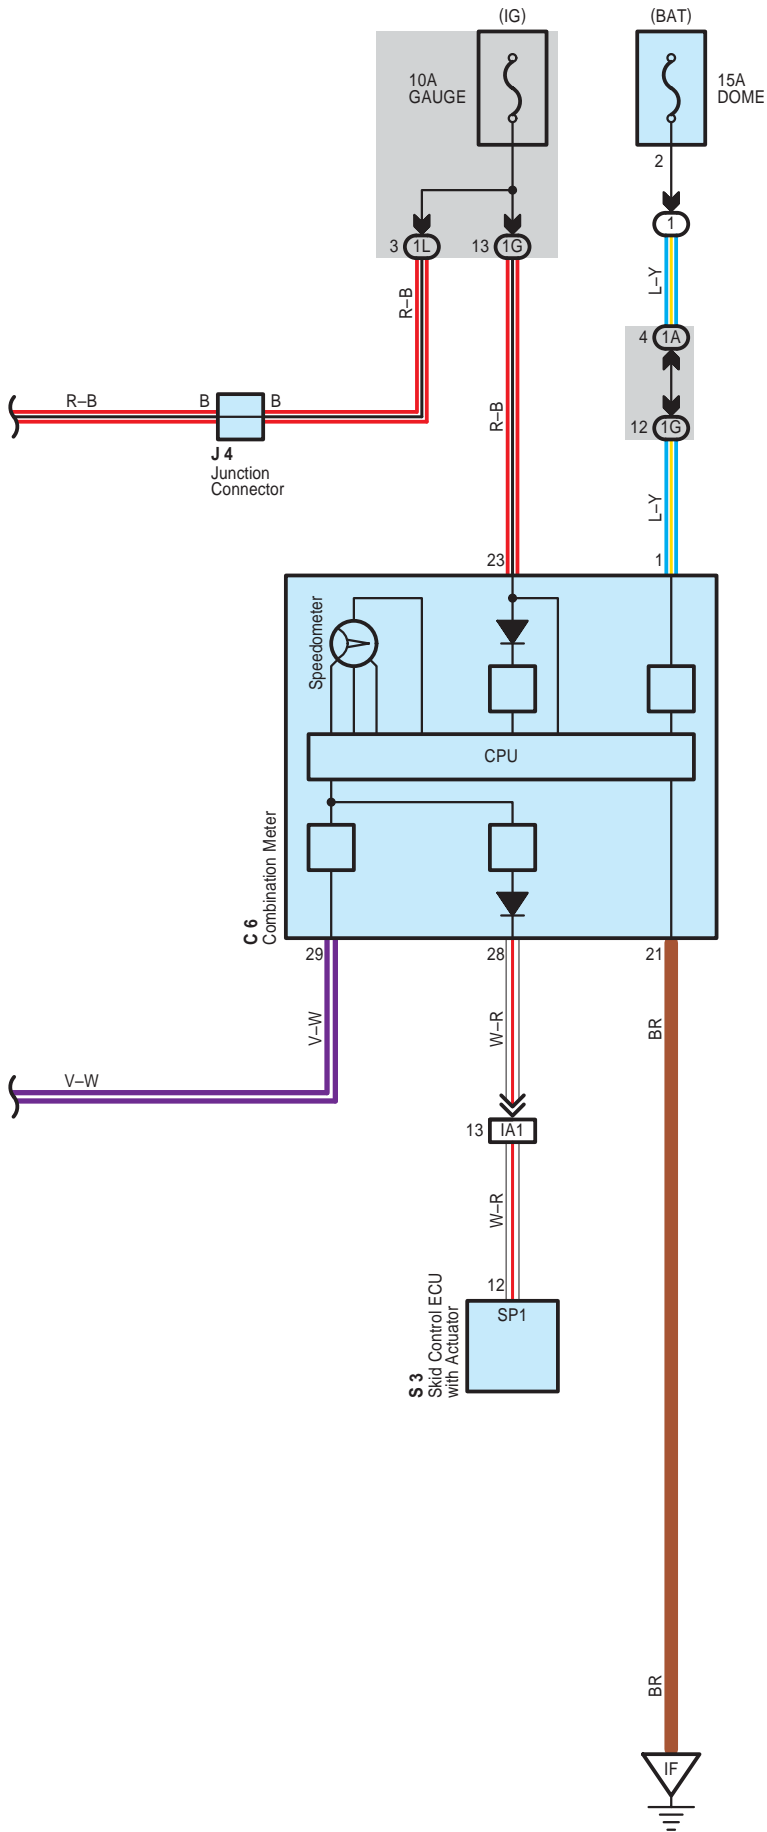 (IG)
(BAT)
10A
GAUGE
15A
DOME
2
1
3 1L
13 1G
L–Y
R–B
4 1A
R–B
B
B
R–B
12 1G
J 4
Junction
Connector
L–Y
23
1
Speedometer
CPU
C 6
Combination Meter
29
28
21
V–W
W–R
BR
V–W
13 IA1
W–R
12
SP1
S 3
Skid Control ECU
with Actuator
BR
IF